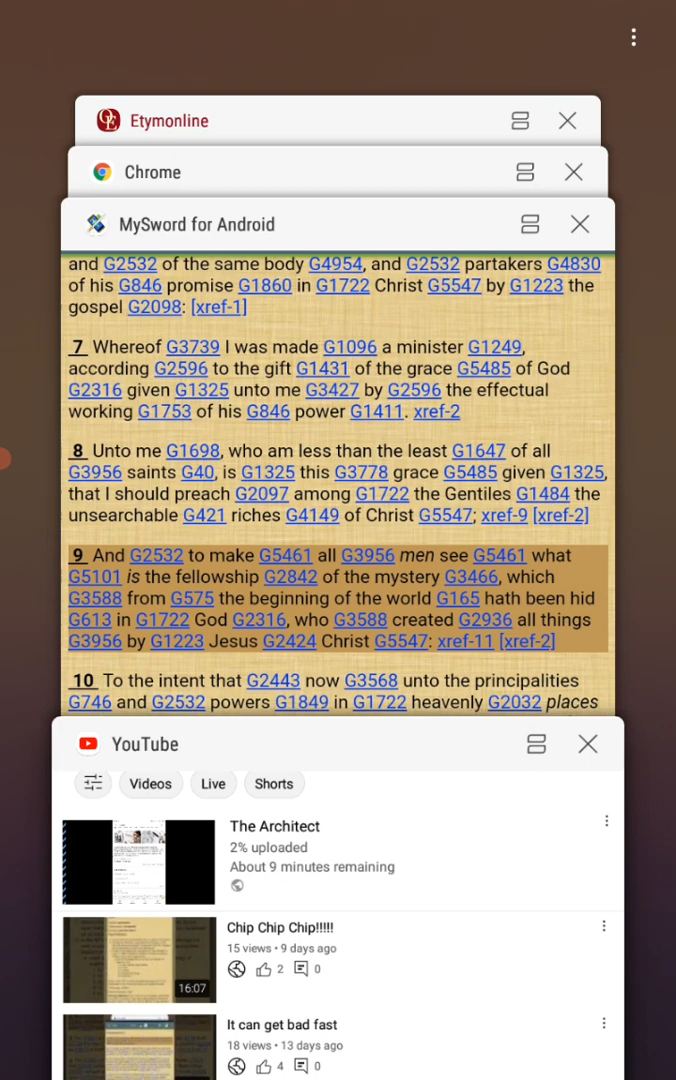 Etymonline
Chrome
MySword for Android
and G2532 of the same body G4954, and G2532 partakers G4830
of his G846 promise G1860 in G1722 Christ G5547 by G1223 the
gospel G2098: [xref-1]
7 Whereof G3739 I was made G1096 a minister G1249,
according G2596 to the gift G1431 of the grace G5485 of God
G2316 given G1325 unto me G3427 by G2596 the effectual
working G1753 of his G846 power G1411. xref-2
8 Unto me G1698, who am less than the least G1647 of all
G3956 saints G40, is G1325 this G3778 grace G5485 given G1325,
that I should preach G2097 among G1722 the Gentiles G1484 the
unsearchable G421 riches G4149 of Christ G5547; xref-9 [xref-2]
9 And G2532 to make G5461 all G3956 men see G5461 what
G5101 is the fellowship G2842 of the mystery G3466, which
G3588 from G575 the beginning of the world G165 hath been hid
G613 in G1722 God G2316, who G3588 created G2936 all things
G3956 by G1223 Jesus G2424 Christ G5547: xref-11 [xref-2]
10 To the intent that G2443 now G3568 unto the principalities
G746 and G2532 powers G1849 in G1722 heavenly G2032 places
YouTube
Videos
Live
Shorts
The Architect
2% uploaded
About 9 minutes remaining
Chip Chip Chip!!!!!
15 views • 9 days ago
2
0
16:07
It can get bad fast
18 views • 13 days ago
4
0